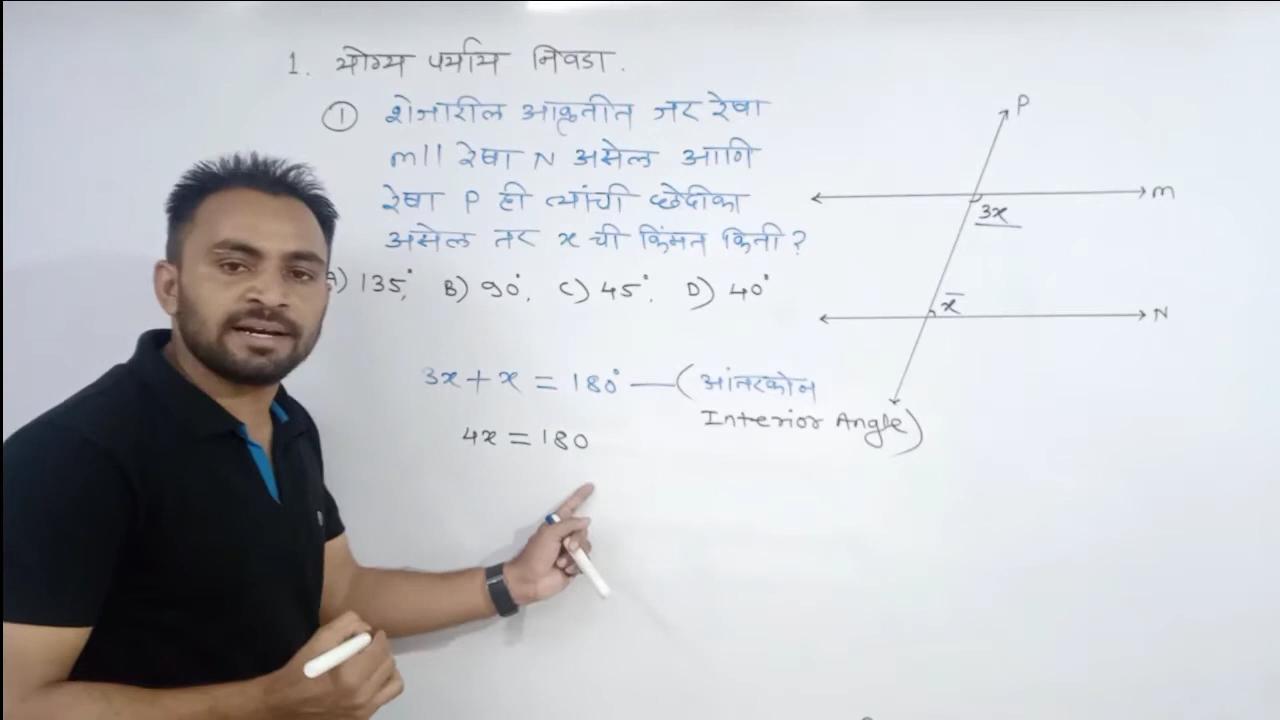 1. योग्य पर्याय निवडा.
① शेजारील आकृतीत जर रेषा
m || रेषा N असेल आणि
रेषा P ही त्यांची छेदीका
असेल तर x ची किंमत किती?
A) 135°, B) 90°, C) 45°, D) 40°
3x + x = 180° — (आंतरकोन
Interior Angle)
4x = 180
P
m
3x
x
N